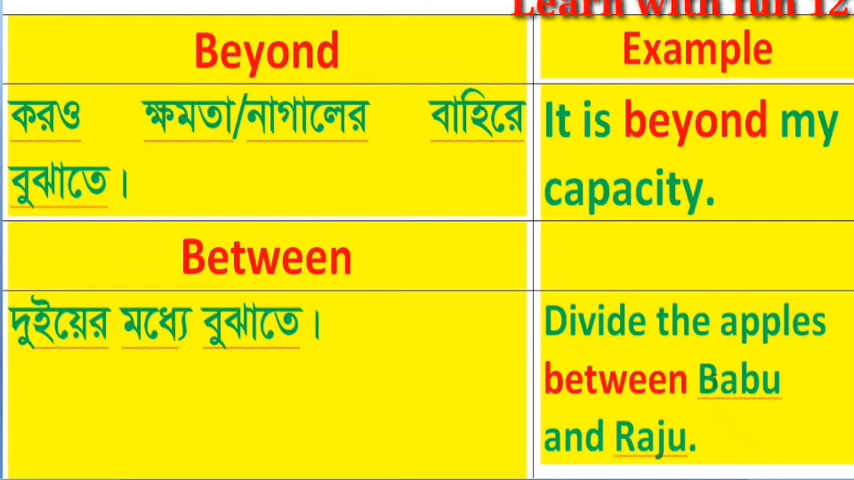 Learn with fun 12
Beyond
Example
করও ক্ষমতা/নাগালের বাহিরে
বুঝাতে।
It is beyond my
capacity.
Between
দুইয়ের মধ্যে বুঝাতে।
Divide the apples
between Babu
and Raju.